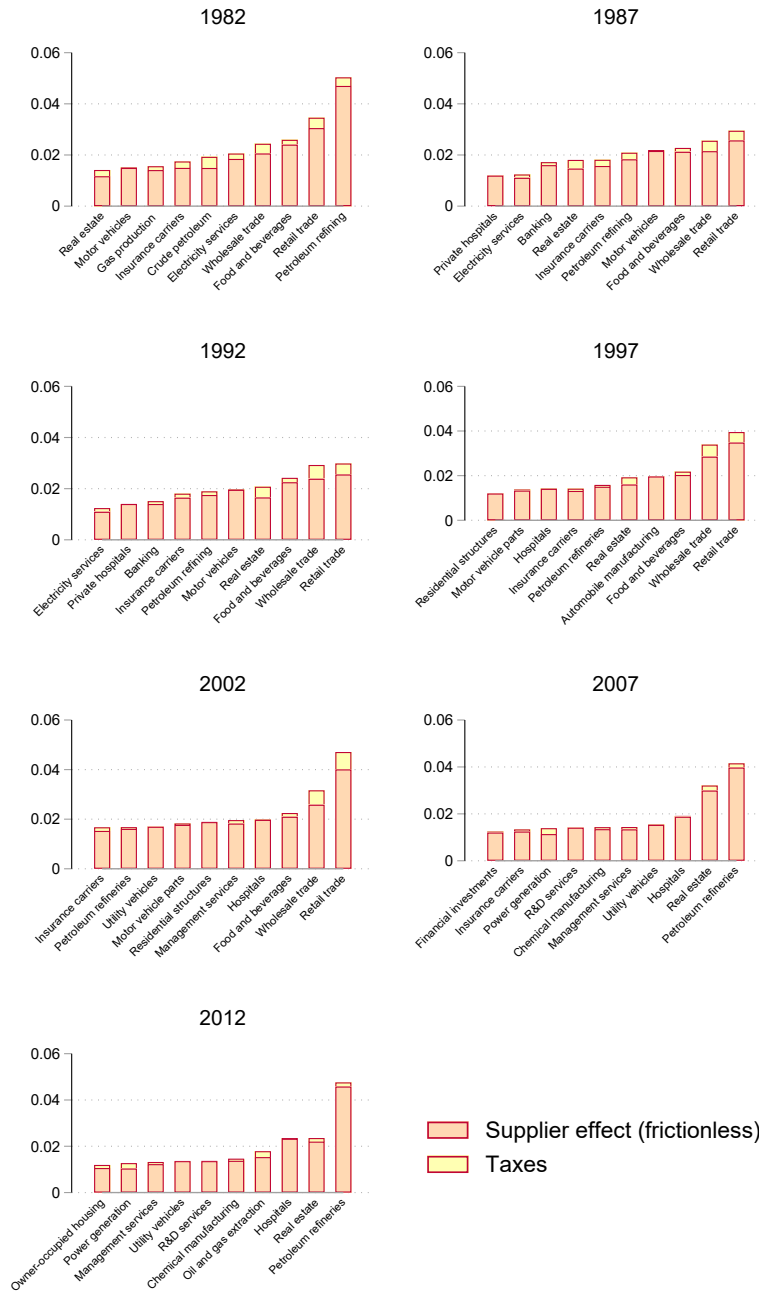 1982
0.06
0.04
0.02
0
Real estate
Motor vehicles
Gas production
Insurance carriers
Crude petroleum
Electricity services
Wholesale trade
Food and beverages
Retail trade
Petroleum refining
1987
0.06
0.04
0.02
0
Private hospitals
Electricity services
Banking
Real estate
Insurance carriers
Petroleum refining
Motor vehicles
Food and beverages
Wholesale trade
Retail trade
1992
0.06
0.04
0.02
0
Electricity services
Private hospitals
Banking
Insurance carriers
Petroleum refining
Motor vehicles
Real estate
Food and beverages
Wholesale trade
Retail trade
1997
0.06
0.04
0.02
0
Residential structures
Motor vehicle parts
Hospitals
Insurance carriers
Petroleum refineries
Real estate
Automobile manufacturing
Food and beverages
Wholesale trade
Retail trade
2002
0.06
0.04
0.02
0
Insurance carriers
Petroleum refineries
Utility vehicles
Motor vehicle parts
Residential structures
Management services
Hospitals
Food and beverages
Wholesale trade
Retail trade
2007
0.06
0.04
0.02
0
Financial investments
Insurance carriers
Power generation
R&D services
Chemical manufacturing
Management services
Utility vehicles
Hospitals
Real estate
Petroleum refineries
2012
0.06
0.04
0.02
0
Owner-occupied housing
Power generation
Management services
Utility vehicles
R&D services
Chemical manufacturing
Oil and gas extraction
Hospitals
Real estate
Petroleum refineries
Supplier effect (frictionless)
Taxes